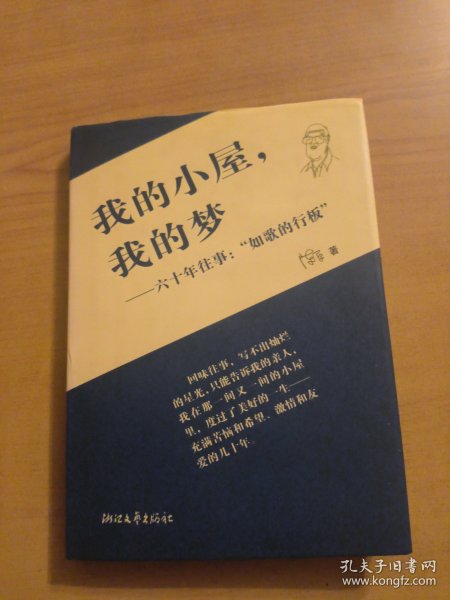 我的小屋，
我的梦
——六十年往事：“如歌的行板”
著
回味往事，写不出灿烂
的星光，只能告诉我的亲人，
我在那一间又一间的小屋
里，度过了美好的一生——
充满苦恼和希望、激情和友
爱的几十年。
浙江文艺出版社
孔夫子旧书网
www.kongfz.com